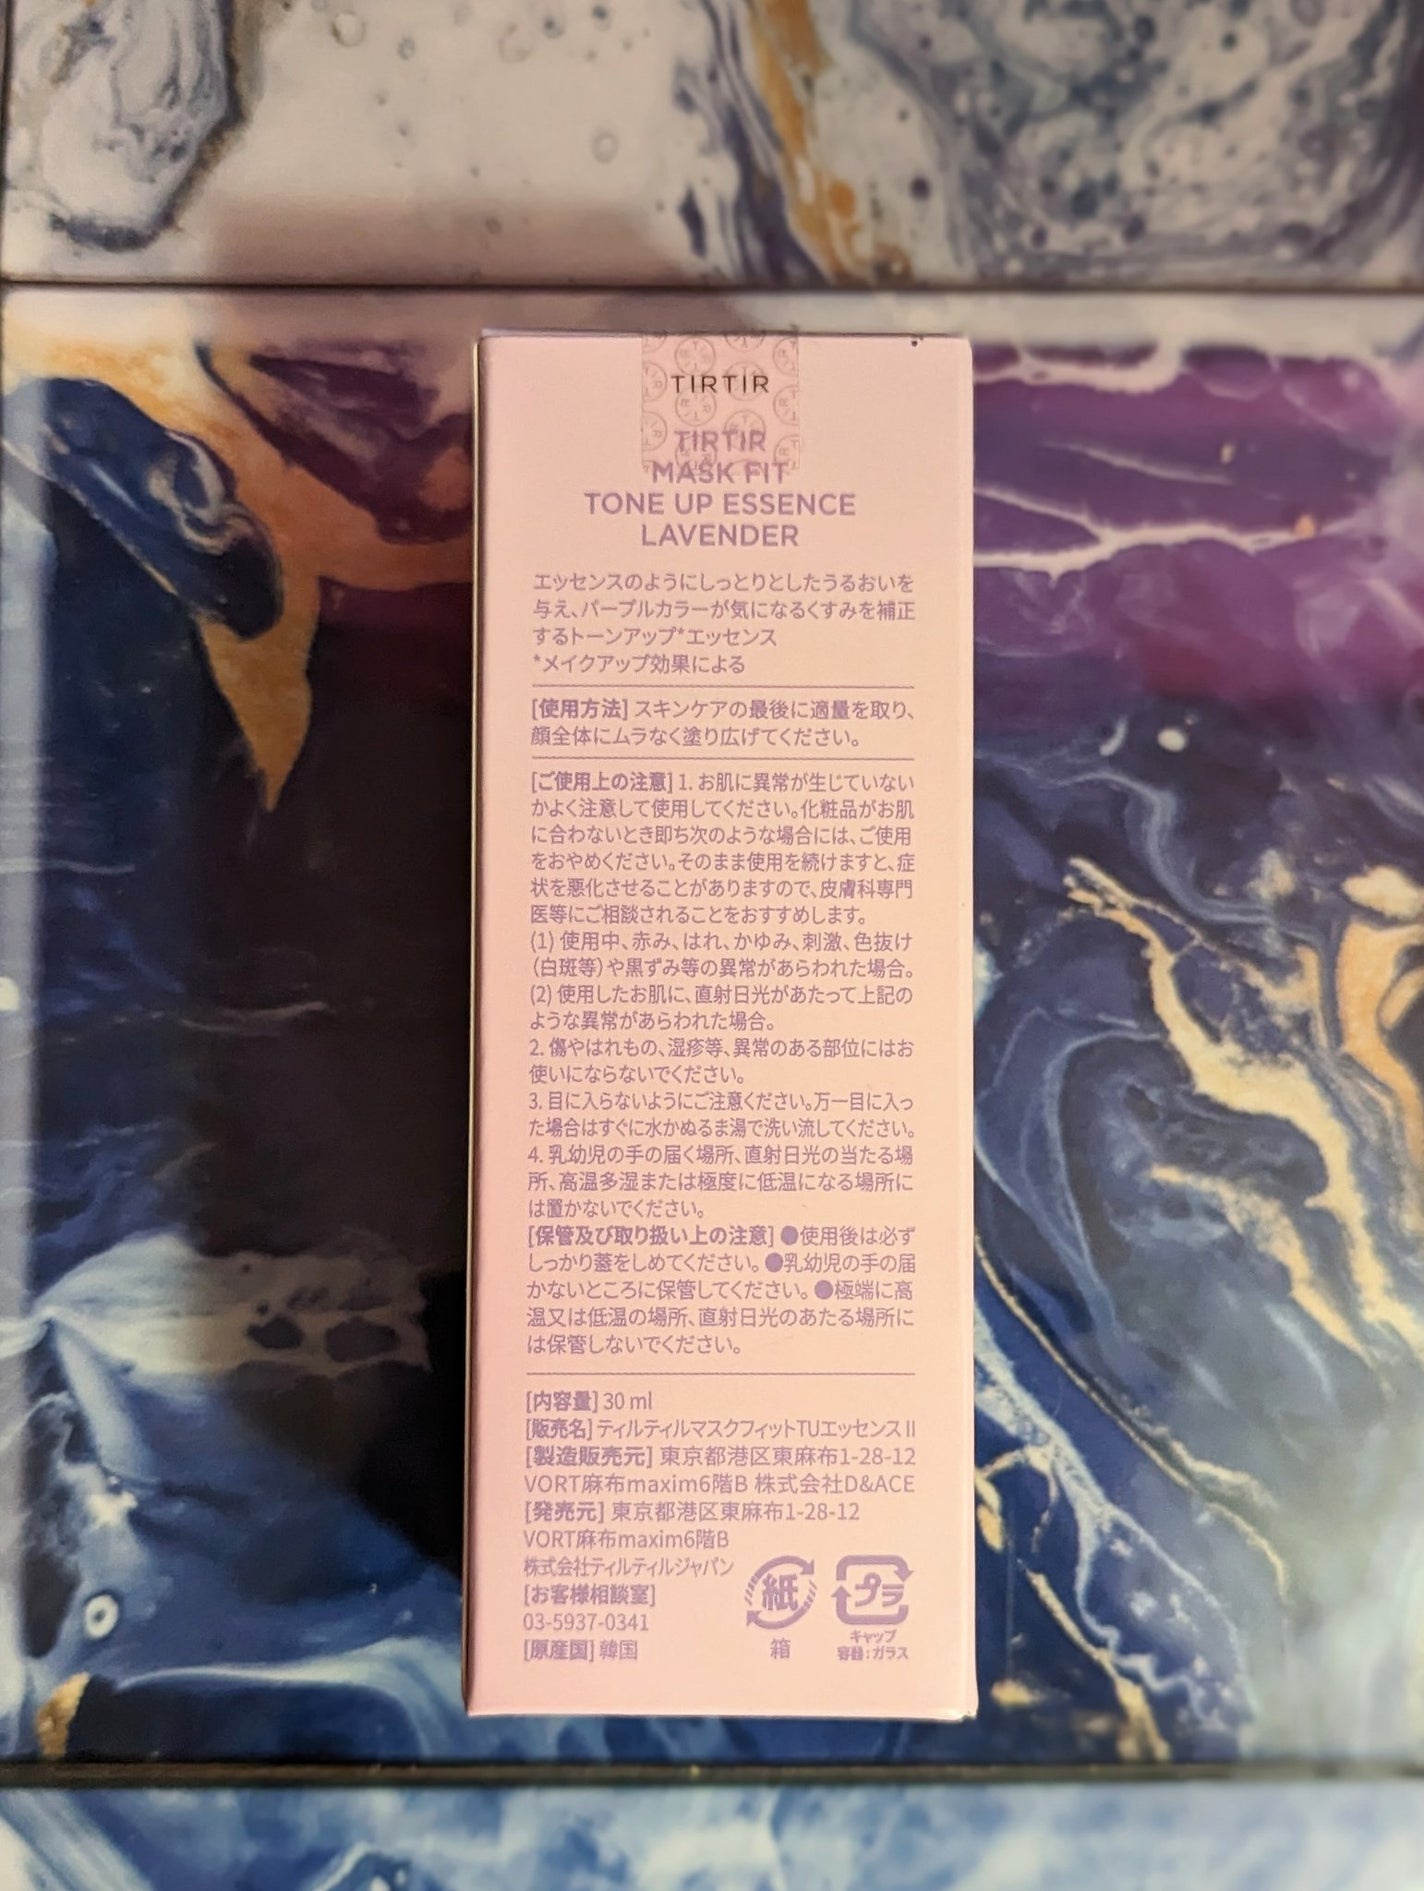 TIRTIR
TIRTIR
MASK FIT
TONE UP ESSENCE
LAVENDER
エッセンスのようにしっとりとしたうるおいを
与え、パープルカラーが気になるくすみを補正
するトーンアップ*エッセンス
*メイクアップ効果による
[使用方法] スキンケアの最後に適量を取り、
顔全体にムラなく塗り広げてください。
[ご使用上の注意] 1. お肌に異常が生じていない
かよく注意して使用してください。化粧品がお肌
に合わないとき即ち次のような場合には、ご使用
をおやめください。そのまま使用を続けますと、症
状を悪化させることがありますので、皮膚科専門
医等にご相談されることをおすすめします。
(1) 使用中、赤み、はれ、かゆみ、刺激、色抜け
(白斑等)や黒ずみ等の異常があらわれた場合。
(2) 使用したお肌に、直射日光があたって上記の
ような異常があらわれた場合。
2. 傷やはれもの、湿疹等、異常のある部位にはお
使いにならないでください。
3. 目に入らないようにご注意ください。万一目に入っ
た場合はすぐに水かぬるま湯で洗い流してください。
4. 乳幼児の手の届く場所、直射日光の当たる場
所、高温多湿または極度に低温になる場所に
は置かないでください。
[保管及び取り扱い上の注意] ●使用後は必ず
しっかり蓋をしめてください。●乳幼児の手の届
かないところに保管してください。●極端に高
温又は低温の場所、直射日光のあたる場所に
は保管しないでください。
[内容量] 30 ml
[販売名] ティルティルマスクフィットTUエッセンス II
[製造販売元] 東京都港区東麻布1-28-12
VORT麻布maxim6階B 株式会社D&ACE
[発売元] 東京都港区東麻布1-28-12
VORT麻布maxim6階B
株式会社ティルティルジャパン
[お客様相談室]
03-5937-0341
[原産国] 韓国
紙
箱
プラ
キャップ
容器:ガラス